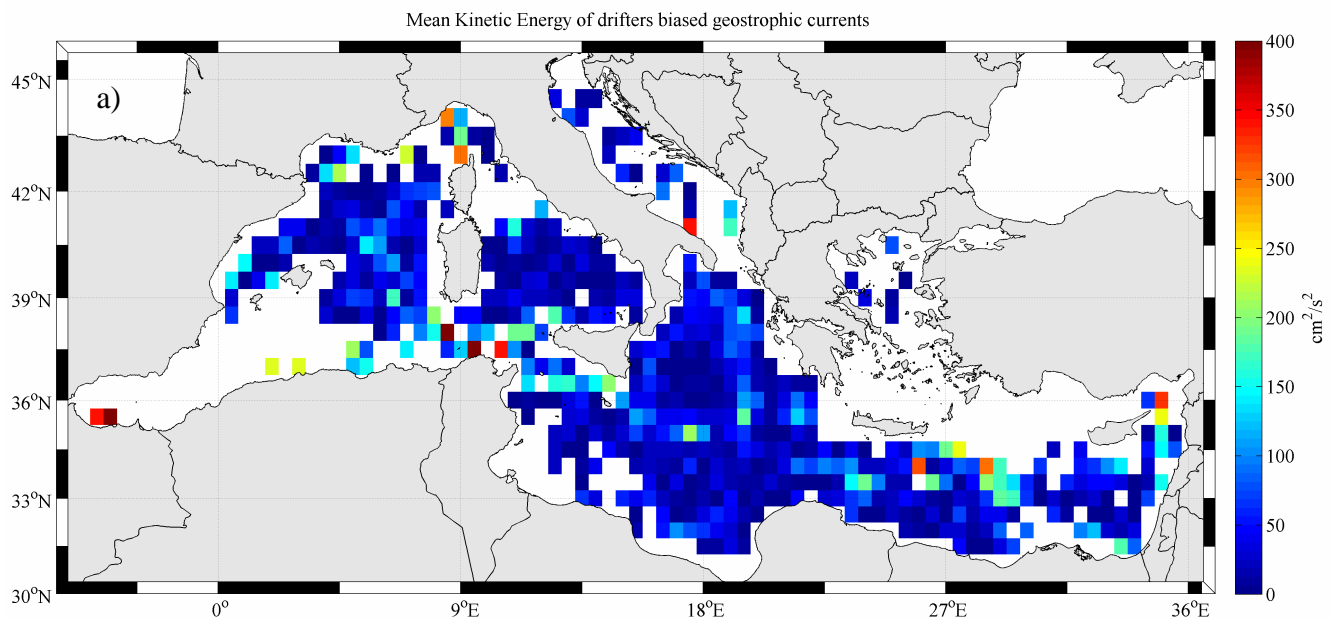 Mean Kinetic Energy of drifters biased geostrophic currents
a)
45°N
42°N
39°N
36°N
33°N
30°N
0°
9°E
18°E
27°E
36°E
400
350
300
250
200
150
100
50
0
cm²/s²